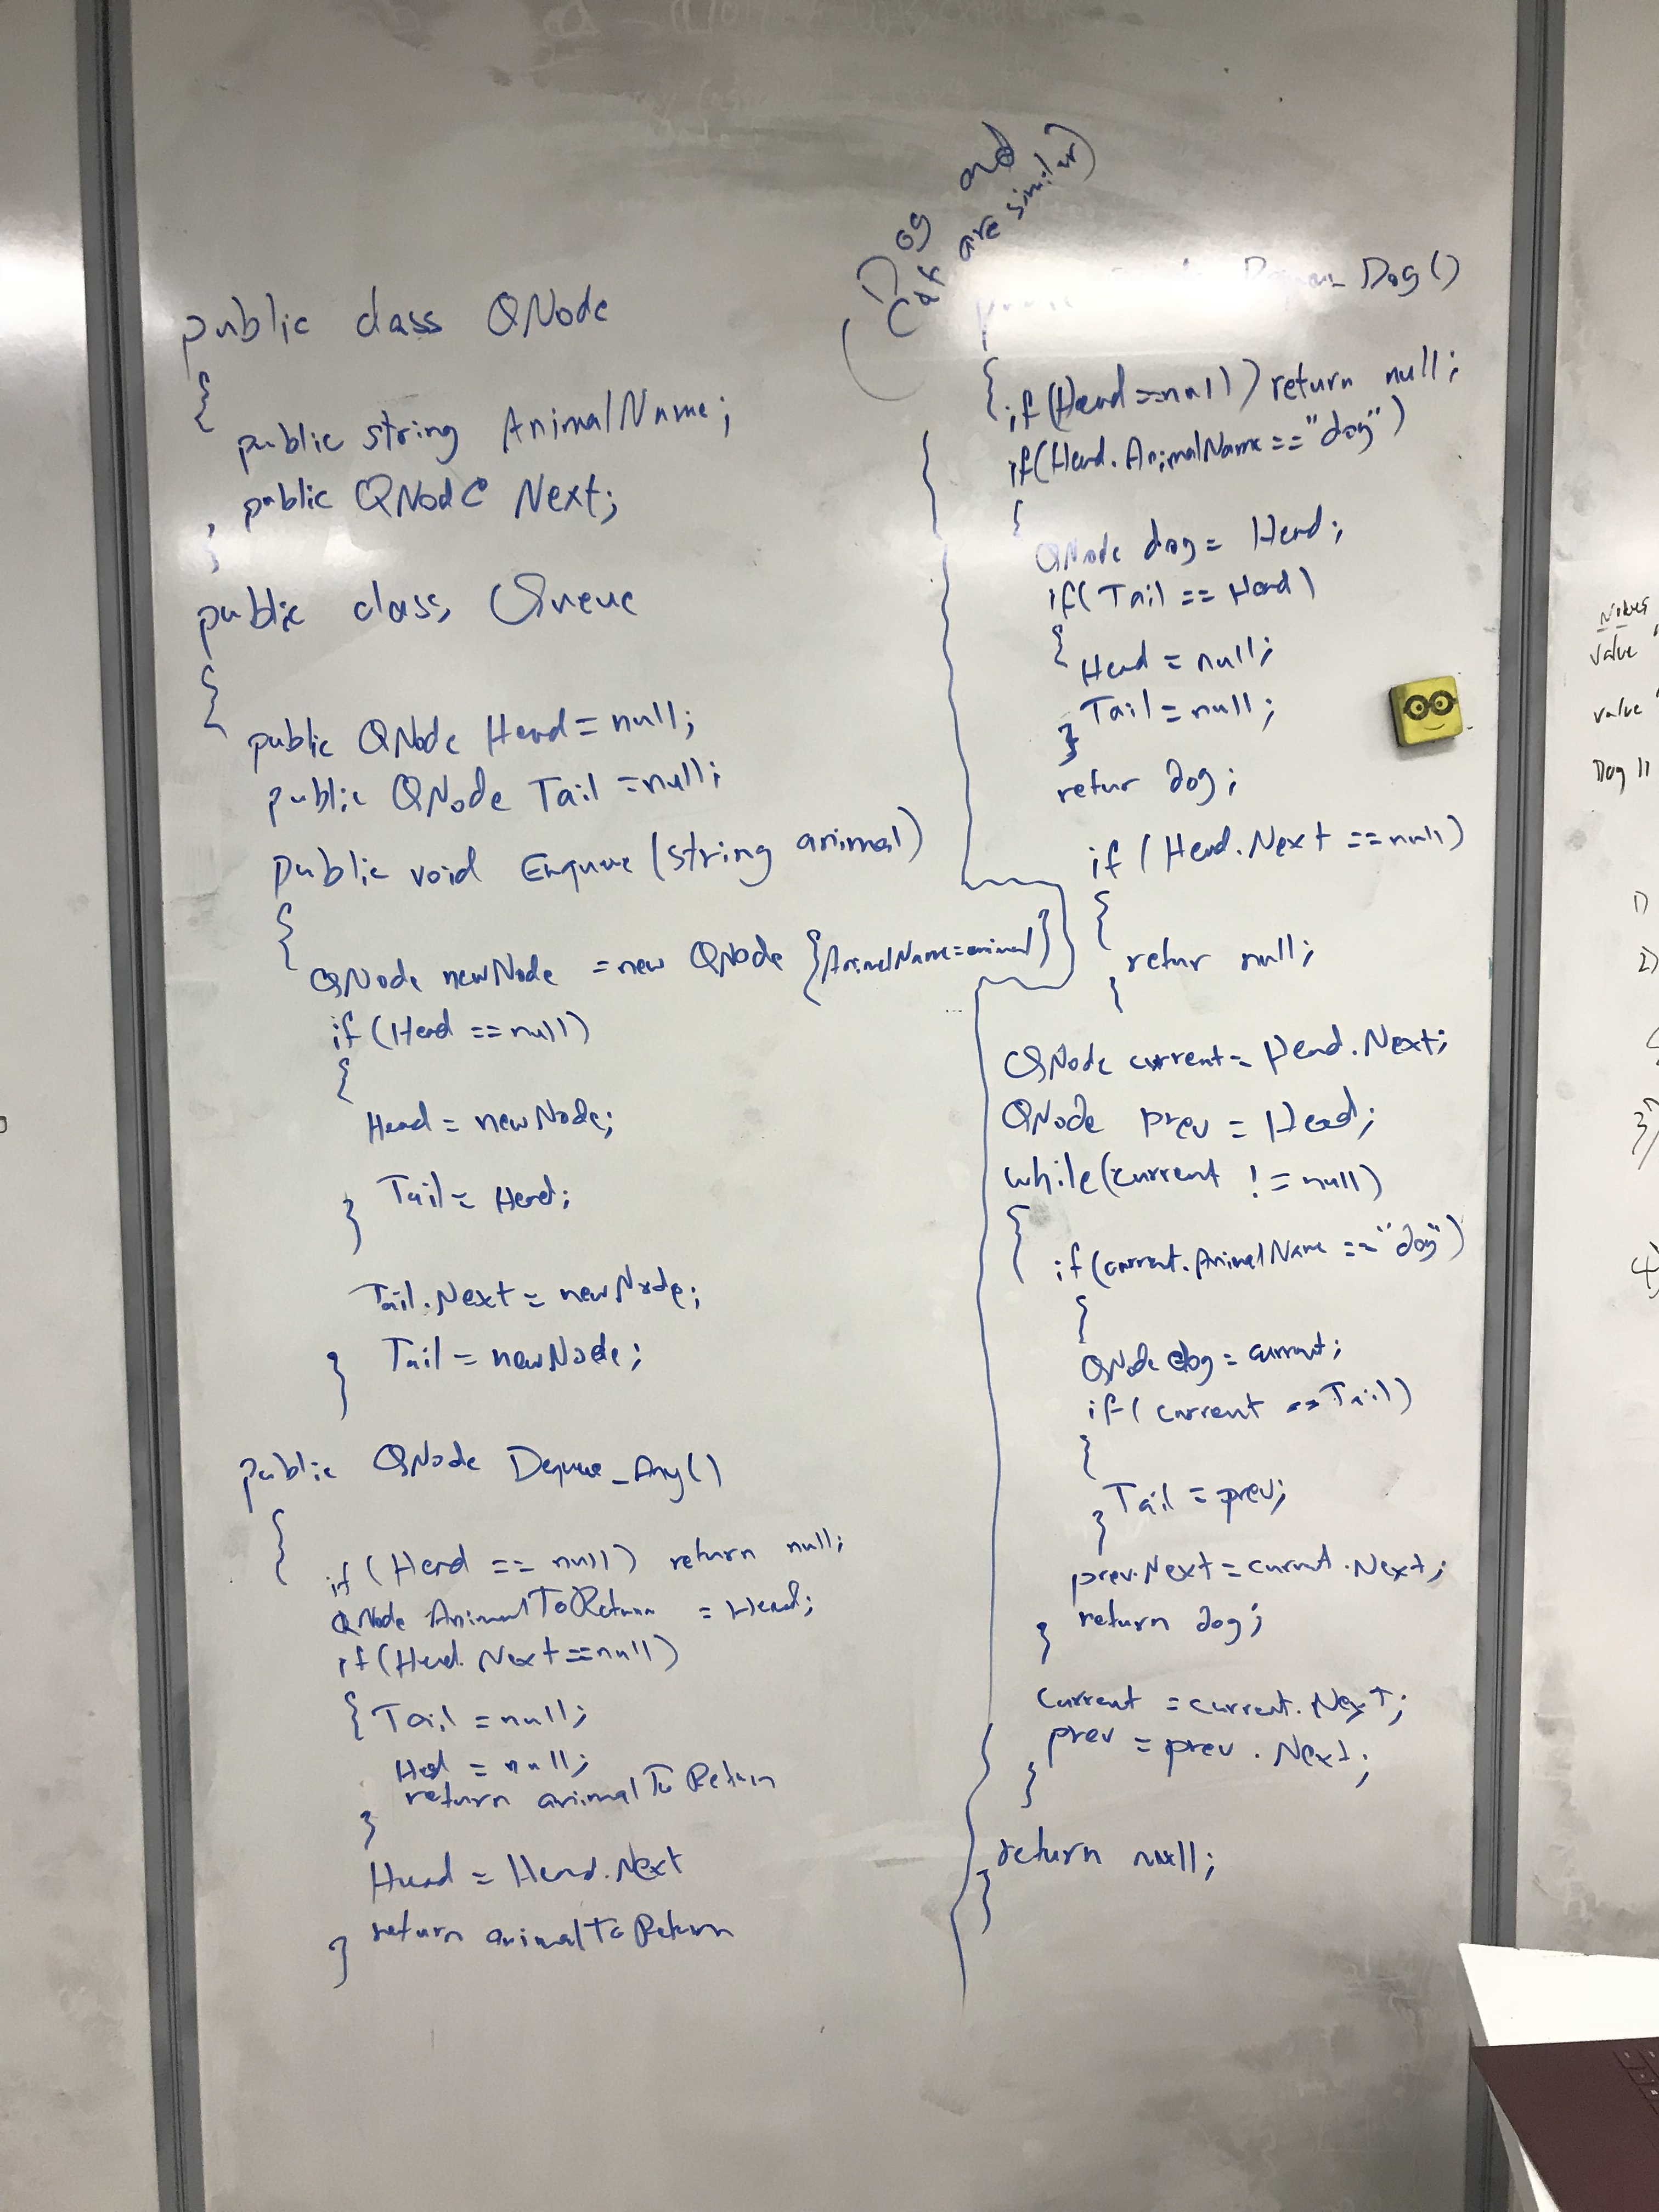 public class QNode
{
public string AnimalName;
public QNode Next;
}
public class Queue
{
public QNode Head = null;
public QNode Tail = null;
public void Enqueue (string animal)
{
QNode newNode = new QNode {AnimalName=animal}
if (Head == null)
{
Head = newNode;
Tail = Head;
}
Tail.Next = newNode;
Tail = newNode;
}
public QNode Dequeue_Any()
{
if (Head == null) return null;
QNode AnimalToReturn = Head;
if(Head.Next==null)
{ Tail = null;
Head = null;
return animalToReturn
}
Head = Head.Next
return animalToReturn
}
(Dog and
Cat are similar)
Dequeue_Dog()
{ if(Head==null) return null;
if(Head.AnimalName=="dog")
{
QNode dog = Head;
if(Tail == Head)
{
Head = null;
Tail = null;
}
retur dog;
if (Head.Next == null)
{
retur null;
}
QNode current = Head.Next;
QNode prev = Head;
while(current != null)
{
if(current.AnimalName == "dog")
{
QNode dog = current;
if( current == Tail)
{
Tail = prev;
}
prev.Next = current.Next;
return dog;
}
current = current.Next;
prev = prev.Next;
}
return null;
}
value
value
Dog
1)
2)
3)
4)